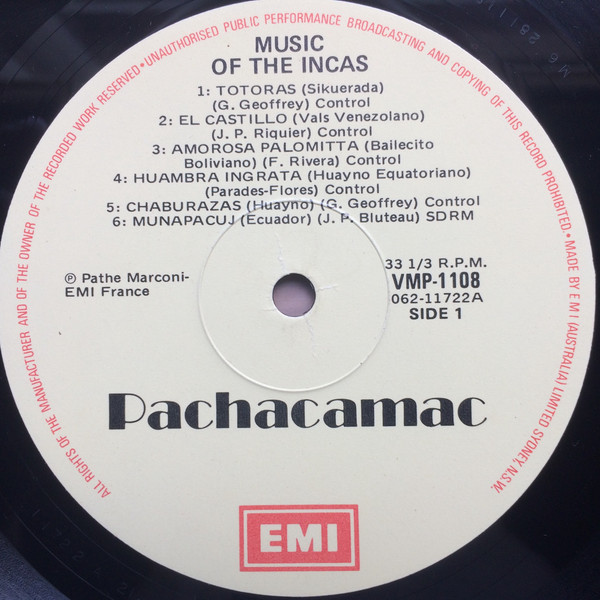 MUSIC
OF THE INCAS
1: TOTORAS (Sikuerada)
(G. Geoffrey) Control
2: EL CASTILLO (Vals Venezolano)
(J. P. Riquier) Control
3: AMOROSA PALOMITTA (Bailecito
Boliviano) (F. Rivera) Control
4: HUAMBRA INGRATA (Huayno Equatoriano)
(Parades-Flores) Control
5: CHABURAZAS (Huayno) (G. Geoffrey) Control
6: MUNAPACUJ (Ecuador) (J. P. Bluteau) SDRM
℗ Pathe Marconi-
EMI France
33 1/3 R.P.M.
VMP-1108
062-11722A
SIDE 1
Pachacamac
EMI
ALL RIGHTS OF THE MANUFACTURER AND OF THE OWNER OF THE RECORDED WORK RESERVED • UNAUTHORISED PUBLIC PERFORMANCE BROADCASTING AND COPYING OF THIS RECORD PROHIBITED. • MADE BY E M I (AUSTRALIA) LIMITED SYDNEY, N.S.W.